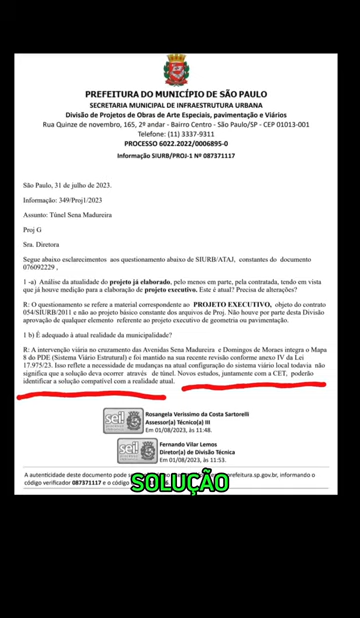 PREFEITURA DO MUNICÍPIO DE SÃO PAULO
SECRETARIA MUNICIPAL DE INFRAESTRUTURA URBANA
Divisão de Projetos de Obras de Arte Especiais, pavimentação e Viários
Rua Quinze de novembro, 165, 2º andar - Bairro Centro - São Paulo/SP - CEP 01013-001
Telefone: (11) 3337-9311
PROCESSO 6022.2022/0006895-0
Informação SIURB/PROJ-1 Nº 087371117
São Paulo, 31 de julho de 2023.
Informação: 349/Proj1/2023
Assunto: Túnel Sena Madureira
Proj G
Sra. Diretora
Segue abaixo esclarecimentos aos questionamento abaixo de SIURB/ATAJ, constantes do documento
076092229 ,
1 -a) Análise da atualidade do projeto já elaborado, pelo menos em parte, pela contratada, tendo em vista
que já houve medição para a elaboração de projeto executivo. Este é atual? Precisa de alterações?
R: O questionamento se refere a material correspondente ao PROJETO EXECUTIVO, objeto do contrato
054/SIURB/2011 e não ao projeto básico constante dos arquivos de Proj. Não houve por parte desta Divisão
aprovação de qualquer elemento referente ao projeto executivo de geometria ou pavimentação.
1 b) É adequado à atual realidade da municipalidade?
R: A intervenção viária no cruzamento das Avenidas Sena Madureira e Domingos de Moraes integra o Mapa
8 do PDE (Sistema Viário Estrutural) e foi mantido na recente revisão conforme anexo IV da Lei
17.975/23. Isso reflete a necessidade de mudanças na atual configuração do sistema viário local todavia não
significa que a solução deva ocorrer através de túnel. Novos estudos, juntamente com a CET, poderão
identificar a solução compatível com a realidade atual.
sei!
Rosangela Verissimo da Costa Sartorelli
Assessor(a) Técnico(a) III
Em 01/08/2023, às 11:48.
sei!
Fernando Vilar Lemos
Diretor(a) de Divisão Técnica
Em 01/08/2023, às 11:53.
A autenticidade deste documento pode
prefeitura.sp.gov.br, informando o
código verificador 087371117 e o código
SOLUÇÃO